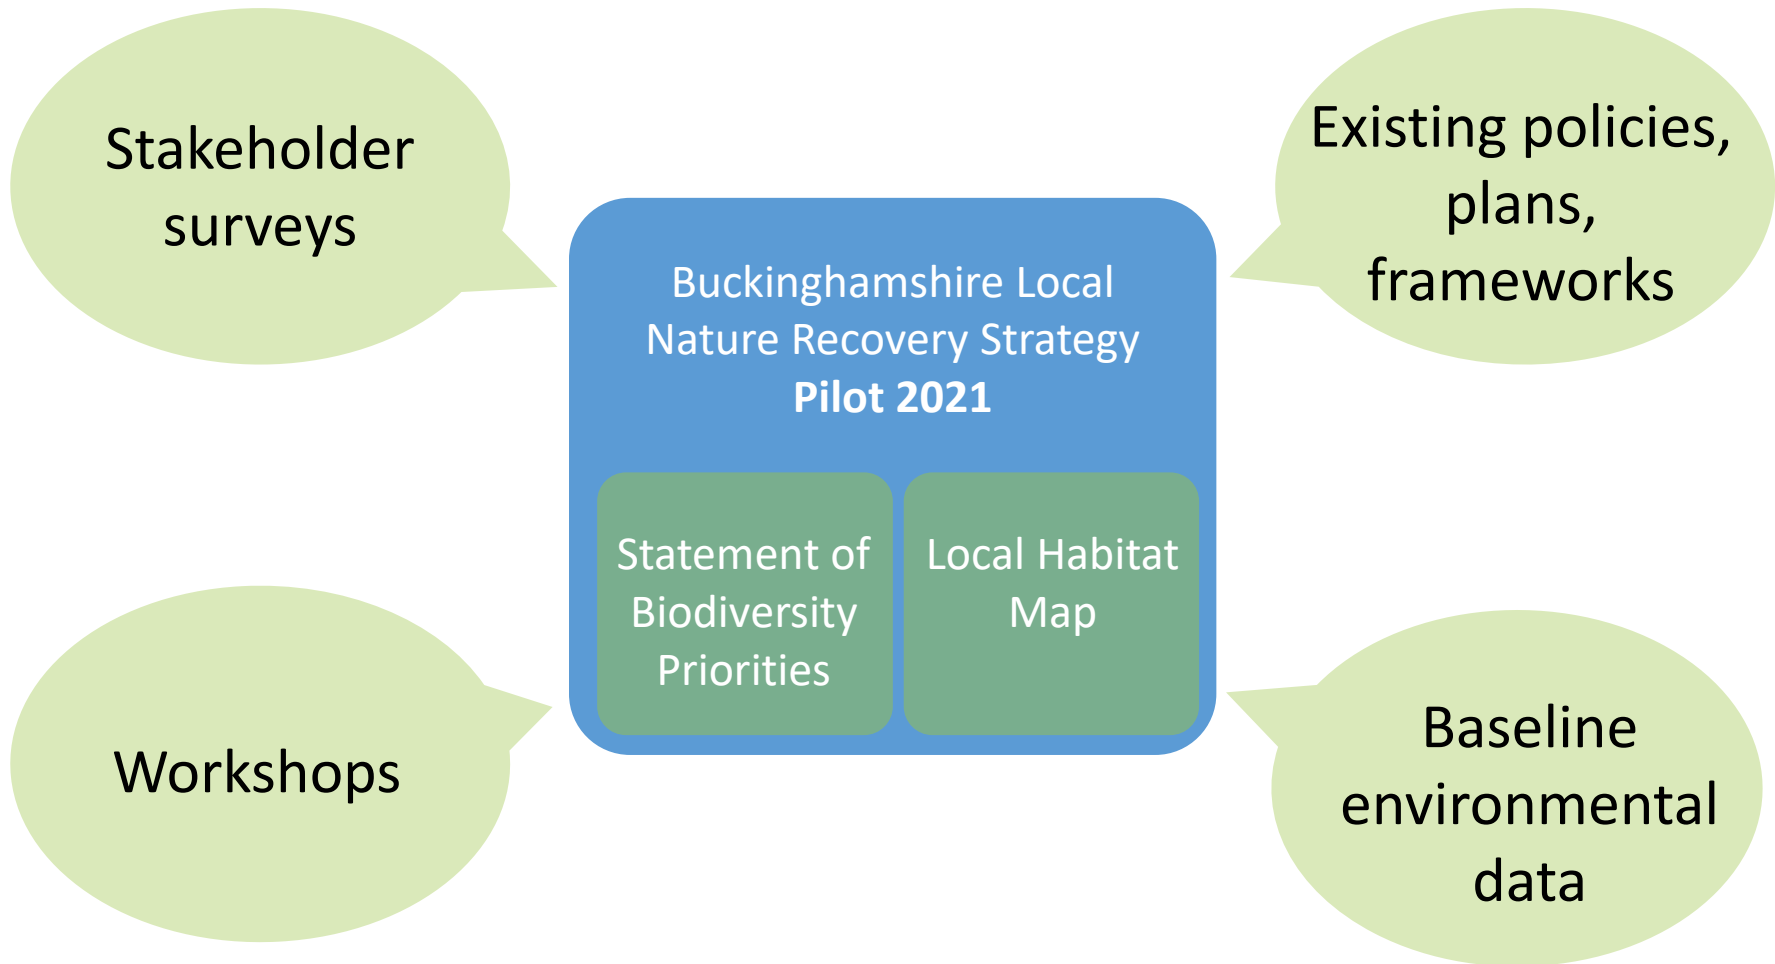 Stakeholder
surveys
Existing policies,
plans,
frameworks
Buckinghamshire Local
Nature Recovery Strategy
Pilot 2021
Statement of
Biodiversity
Priorities
Local Habitat
Map
Workshops
Baseline
environmental
data